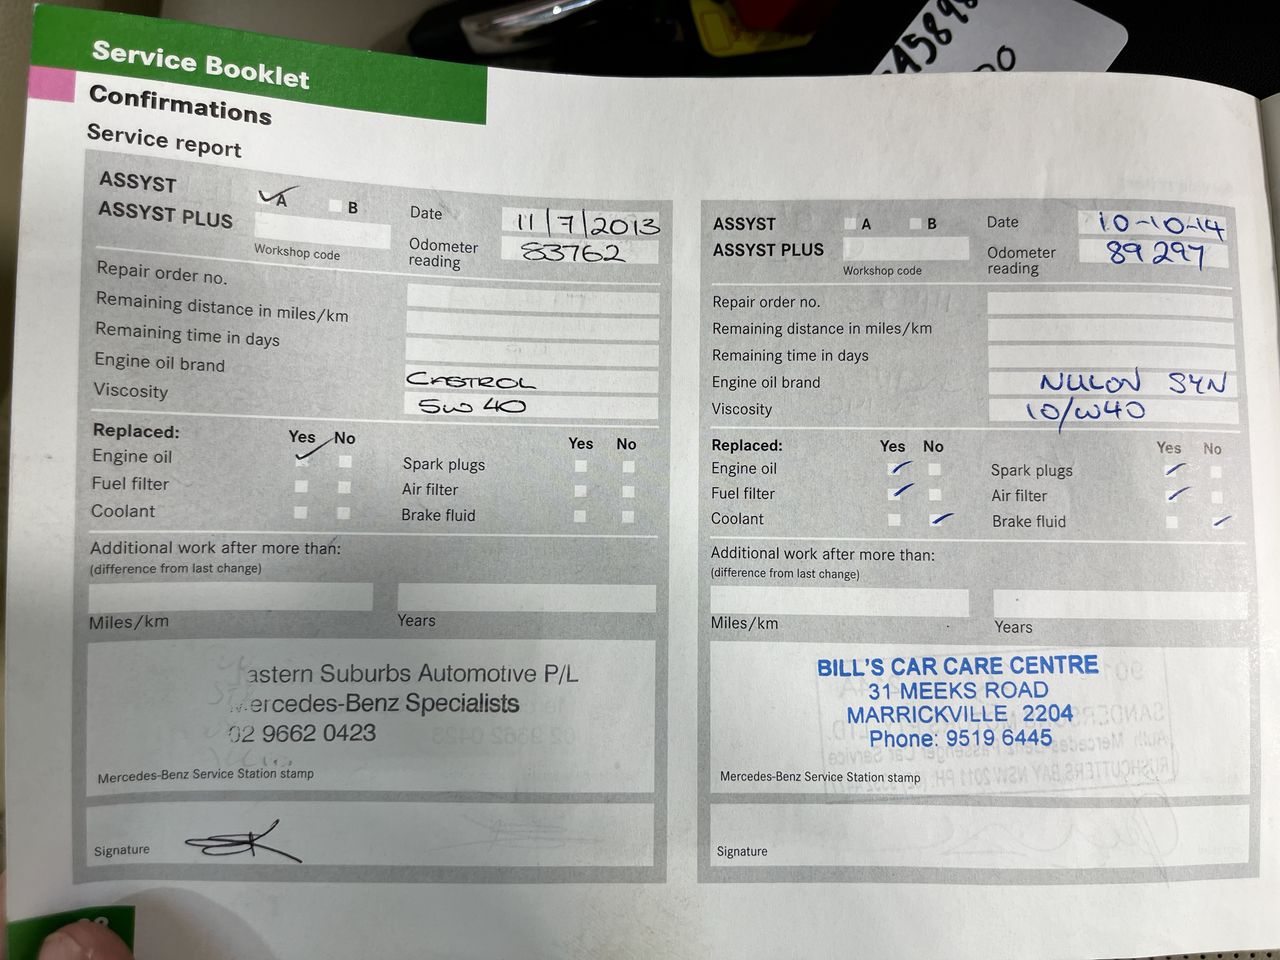 Service Booklet
Confirmations
Service report
ASSYST A B
ASSYST PLUS
Workshop code
Date 11/7/2013
Odometer reading 83762
Repair order no.
Remaining distance in miles/km
Remaining time in days
Engine oil brand CASTROL
Viscosity 5W40
Replaced: Yes No Yes No
Engine oil Spark plugs
Fuel filter Air filter
Coolant Brake fluid
Additional work after more than:
(difference from last change)
Miles/km Years
astern Suburbs Automotive P/L
ercedes-Benz Specialists
02 9662 0423
Mercedes-Benz Service Station stamp
Signature
ASSYST A B
ASSYST PLUS
Workshop code
Date 10-10-14
Odometer reading 89297
Repair order no.
Remaining distance in miles/km
Remaining time in days
Engine oil brand NULON SYN
Viscosity 10/W40
Replaced: Yes No Yes No
Engine oil Spark plugs
Fuel filter Air filter
Coolant Brake fluid
Additional work after more than:
(difference from last change)
Miles/km Years
BILL'S CAR CARE CENTRE
31 MEEKS ROAD
MARRICKVILLE 2204
Phone: 9519 6445
Mercedes-Benz Service Station stamp
Signature